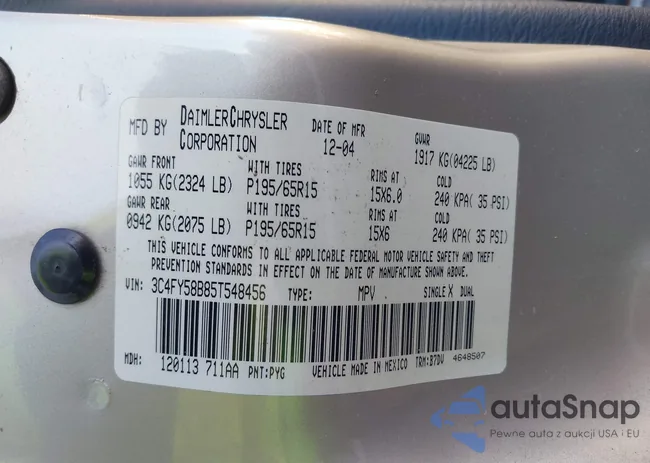 MFD BY DAIMLERCHRYSLER CORPORATION DATE OF MFR 12-04 GVWR 1917 KG(04225 LB)
GAWR FRONT WITH TIRES RIMS AT COLD
1055 KG(2324 LB) P195/65R15 15X6.0 240 KPA( 35 PSI)
GAWR REAR WITH TIRES RIMS AT COLD
0942 KG(2075 LB) P195/65R15 15X6 240 KPA( 35 PSI)
THIS VEHICLE CONFORMS TO ALL APPLICABLE FEDERAL MOTOR VEHICLE SAFETY AND THEFT
PREVENTION STANDARDS IN EFFECT ON THE DATE OF MANUFACTURE SHOWN ABOVE.
VIN: 3C4FY58B85T548456 TYPE: MPV SINGLE X DUAL
MDH: 120113 711AA PNT:PYG VEHICLE MADE IN MEXICO TRM:B7DV 4648507
autaSnap
Pewne auta z aukcji USA i EU